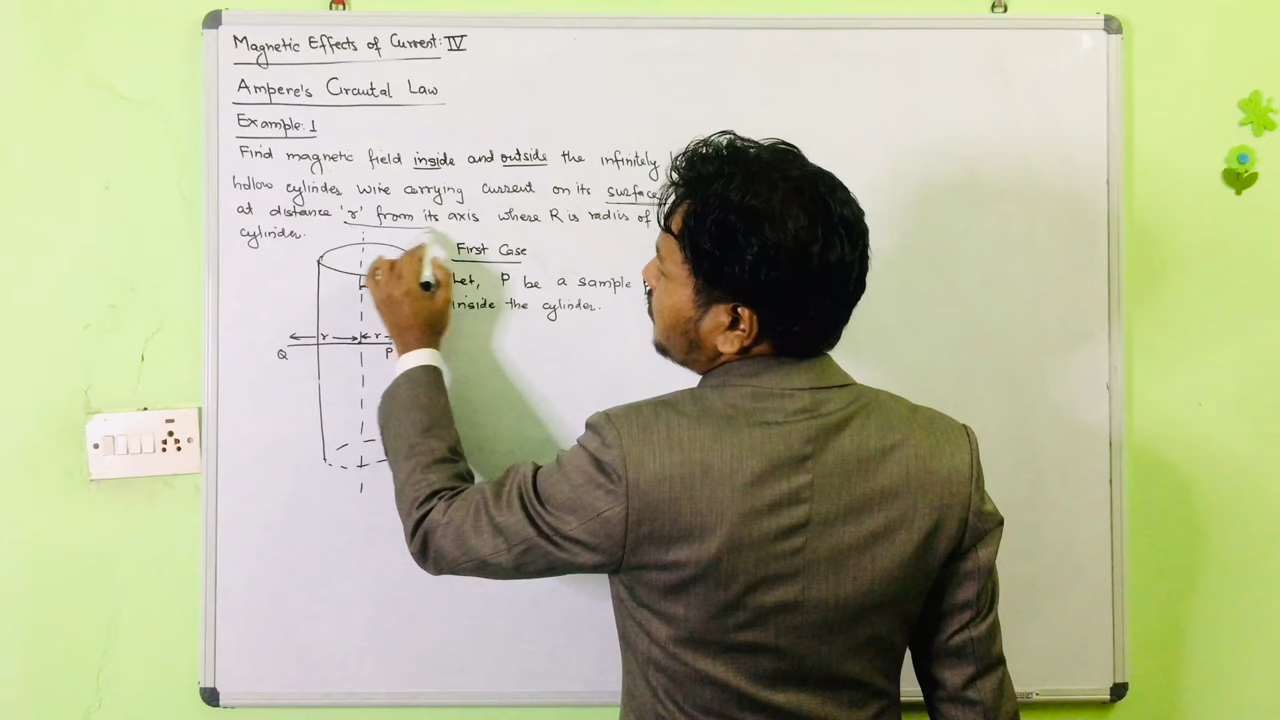 Magnetic Effects of Current: IV
Ampere's Circuital Law
Example: 1
Find magnetic field inside and outside the infinitely
hollow cylinder wire carrying current on its surface
at distance 'r' from its axis where R is radius of
cylinder.
First Case
Let, P be a sample
inside the cylinder.
r r
Q P